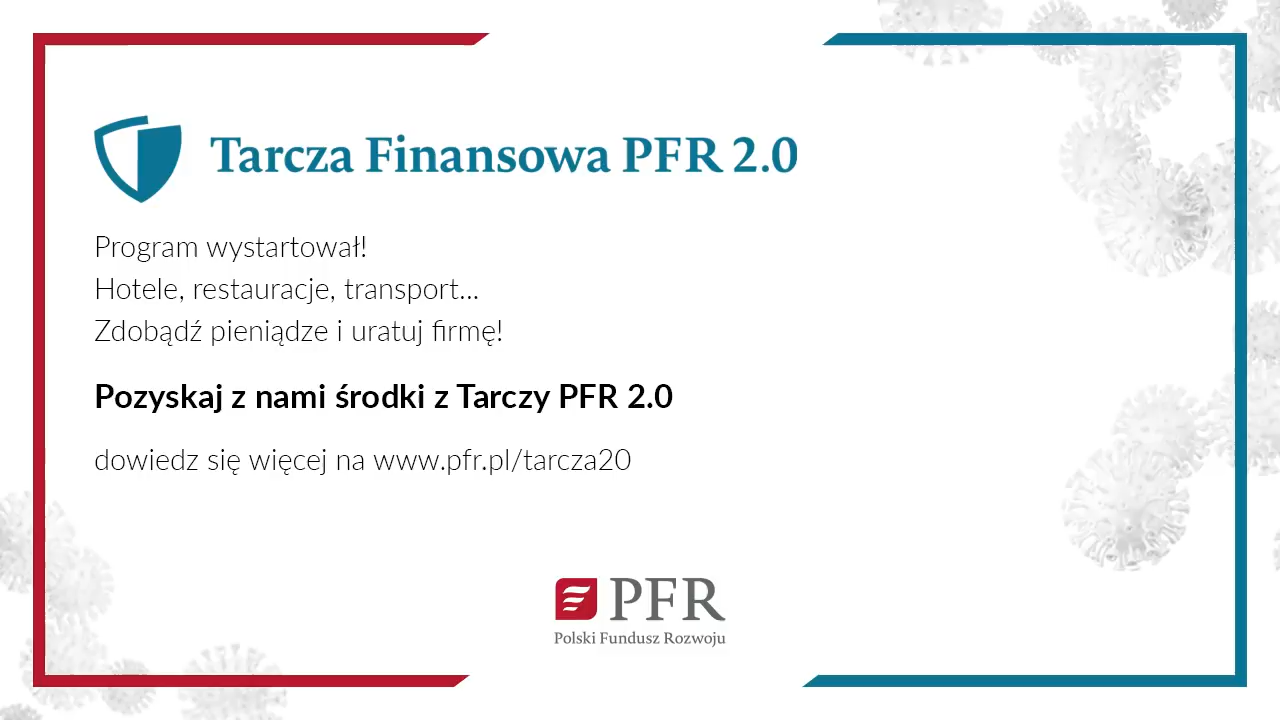 Tarcza Finansowa PFR 2.0
Program wystartował!
Hotele, restauracje, transport...
Zdobądź pieniądze i uratuj firmę!
Pozyskaj z nami środki z Tarczy PFR 2.0
dowiedz się więcej na www.pfr.pl/tarcza20
PFR
Polski Fundusz Rozwoju